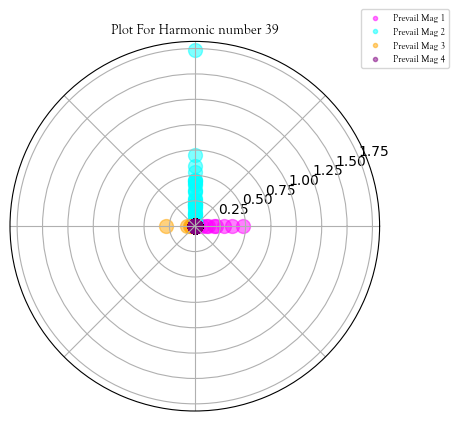 Plot For Harmonic number 39
Prevail Mag 1
Prevail Mag 2
Prevail Mag 3
Prevail Mag 4
1.75
1.50
1.25
1.00
0.75
0.50
0.25